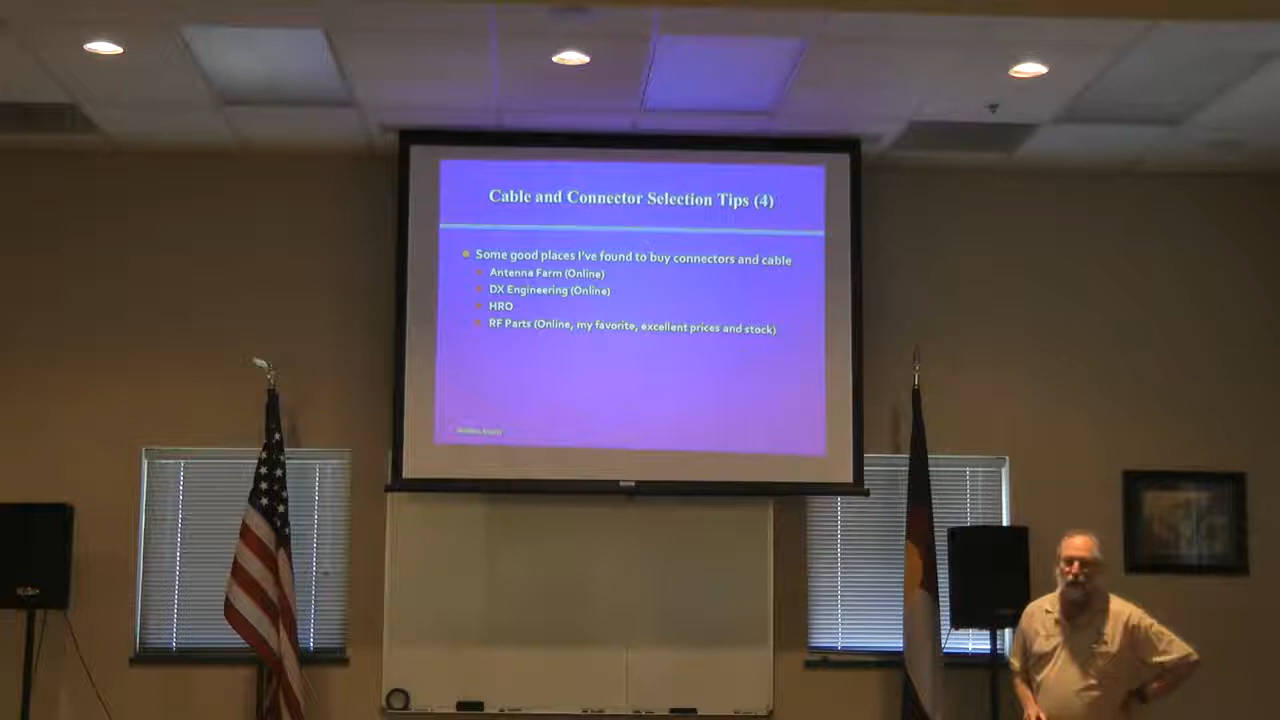 Cable and Connector Selection Tips (4)
Some good places I've found to buy connectors and cable
Antenna Farm (Online)
DX Engineering (Online)
HRO
RF Parts (Online, my favorite, excellent prices and stock)